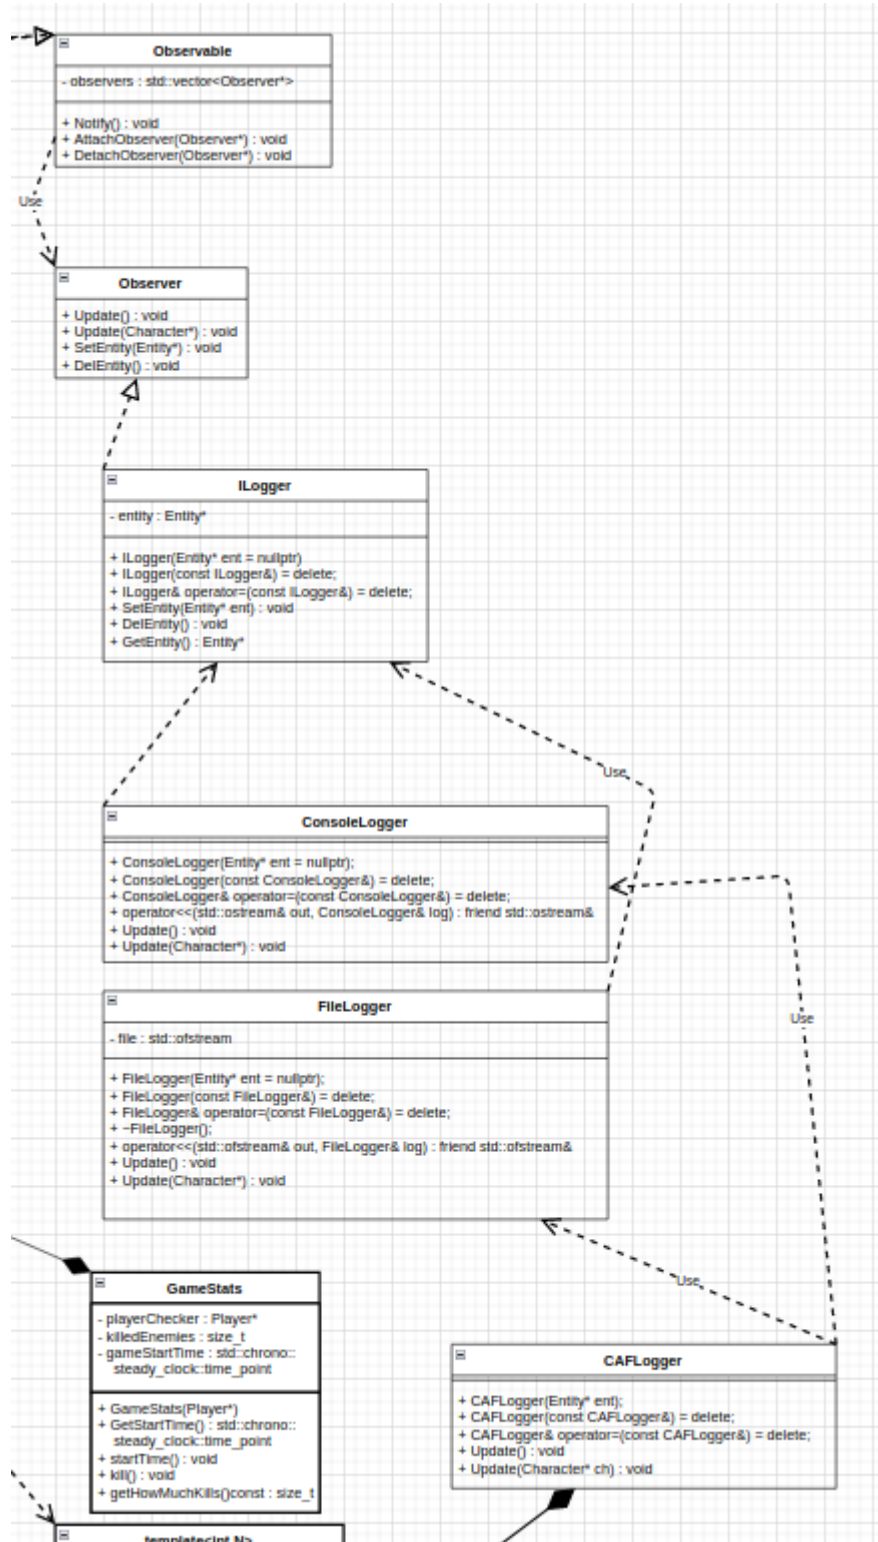 Observable
- observers : std::vector<Observer*>
+ Notify() : void
+ AttachObserver(Observer*) : void
+ DetachObserver(Observer*) : void
Use
Observer
+ Update() : void
+ Update(Character*) : void
+ SetEntity(Entity*) : void
+ DelEntity() : void
ILogger
- entity : Entity*
+ ILogger(Entity* ent = nullptr)
+ ILogger(const ILogger&) = delete;
+ ILogger& operator=(const ILogger&) = delete;
+ SetEntity(Entity* ent) : void
+ DelEntity() : void
+ GetEntity() : Entity*
Use
ConsoleLogger
+ ConsoleLogger(Entity* ent = nullptr);
+ ConsoleLogger(const ConsoleLogger&) = delete;
+ ConsoleLogger& operator=(const ConsoleLogger&) = delete;
+ operator<<(std::ostream& out, ConsoleLogger& log) : friend std::ostream&
+ Update() : void
+ Update(Character*) : void
FileLogger
- file : std::ofstream
+ FileLogger(Entity* ent = nullptr);
+ FileLogger(const FileLogger&) = delete;
+ FileLogger& operator=(const FileLogger&) = delete;
+ ~FileLogger();
+ operator<<(std::ofstream& out, FileLogger& log) : friend std::ofstream&
+ Update() : void
+ Update(Character*) : void
Use
Use
GameStats
- playerChecker : Player*
- killedEnemies : size_t
- gameStartTime : std::chrono::
steady_clock::time_point
+ GameStats(Player*)
+ GetStartTime() : std::chrono::
steady_clock::time_point
+ startTime() : void
+ kill() : void
+ getHowMuchKills()const : size_t
CAFLogger
+ CAFLogger(Entity* ent);
+ CAFLogger(const CAFLogger&) = delete;
+ CAFLogger& operator=(const CAFLogger&) = delete;
+ Update() : void
+ Update(Character* ch) : void
template<int N>